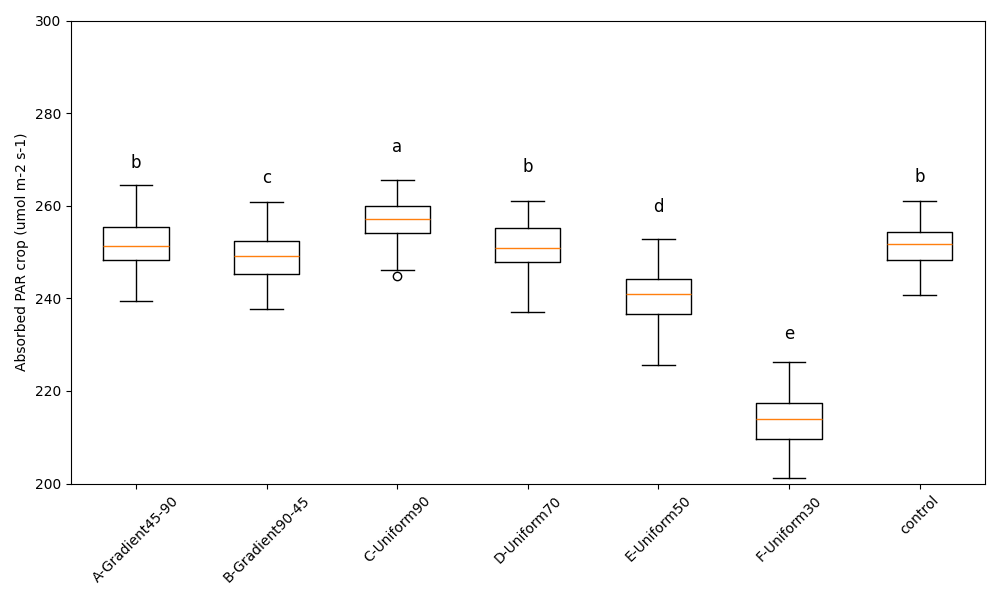 300
280
260
240
220
200
Absorbed PAR crop (umol m-2 s-1)
b
c
a
b
d
e
b
A-Gradient45-90
B-Gradient90-45
C-Uniform90
D-Uniform70
E-Uniform50
F-Uniform30
control